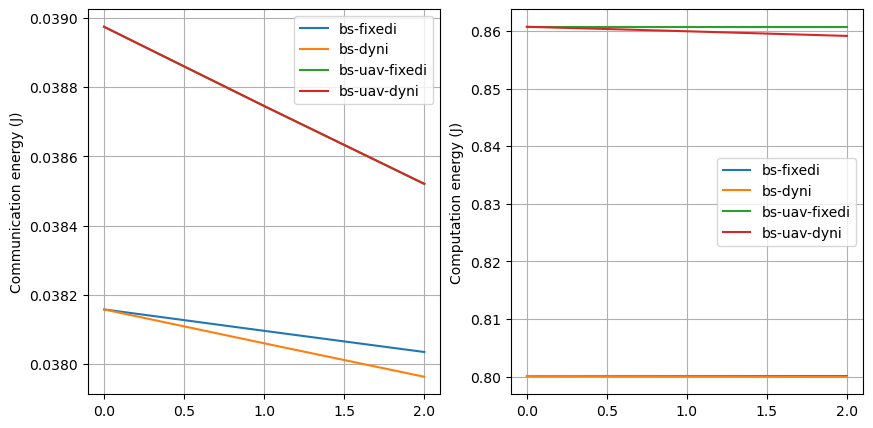 Communication energy (J)
0.0390
0.0388
0.0386
0.0384
0.0382
0.0380
0.0
0.5
1.0
1.5
2.0
bs-fixedi
bs-dyni
bs-uav-fixedi
bs-uav-dyni
Computation energy (J)
0.86
0.85
0.84
0.83
0.82
0.81
0.80
0.0
0.5
1.0
1.5
2.0
bs-fixedi
bs-dyni
bs-uav-fixedi
bs-uav-dyni